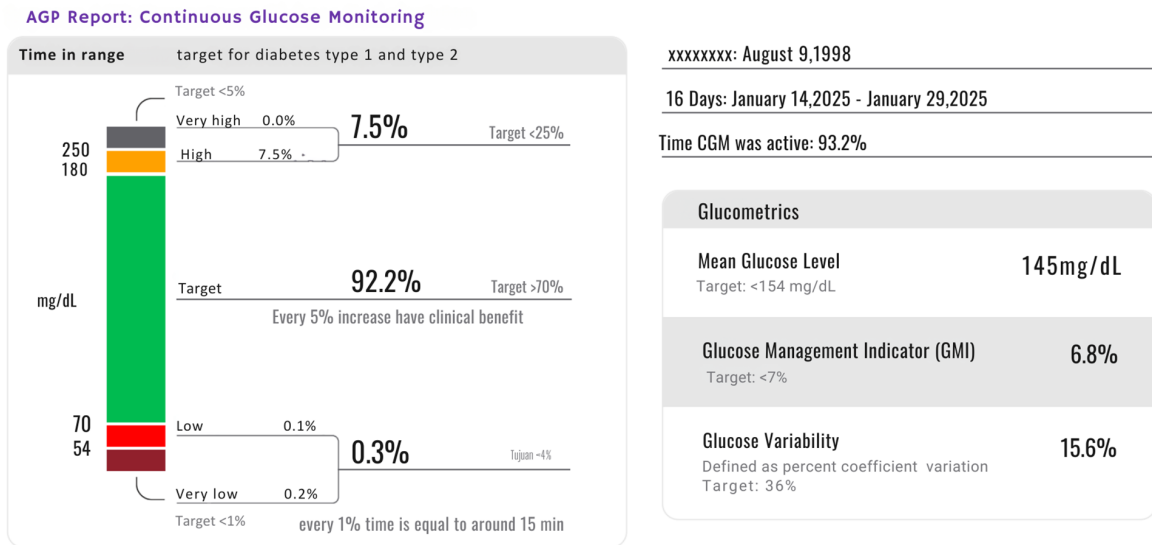 AGP Report: Continuous Glucose Monitoring
Time in range target for diabetes type 1 and type 2
Target <5%
Very high 0.0%
7.5% Target <25%
High 7.5%
250
180
Target 92.2% Target >70%
mg/dL
Every 5% increase have clinical benefit
70
54
Low 0.1%
0.3% Tujuan <4%
Very low 0.2%
Target <1%
every 1% time is equal to around 15 min
xxxxxxxx: August 9,1998
16 Days: January 14,2025 - January 29,2025
Time CGM was active: 93.2%
Glucometrics
Mean Glucose Level 145mg/dL
Target: <154 mg/dL
Glucose Management Indicator (GMI) 6.8%
Target: <7%
Glucose Variability 15.6%
Defined as percent coefficient variation
Target: 36%